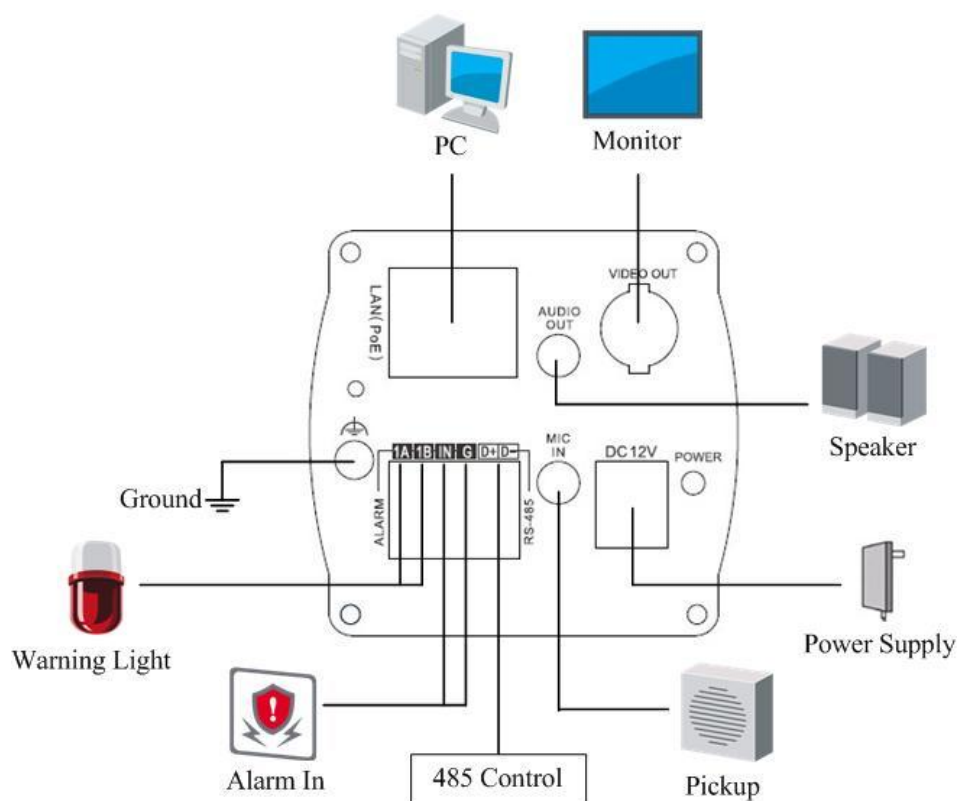 PC
Monitor
LAN(PoE)
VIDEO OUT
AUDIO
OUT
Speaker
1A 1B IN G D+ D-
ALARM
RS-485
MIC
IN
DC12V
POWER
Ground
Warning Light
Power Supply
Alarm In
485 Control
Pickup